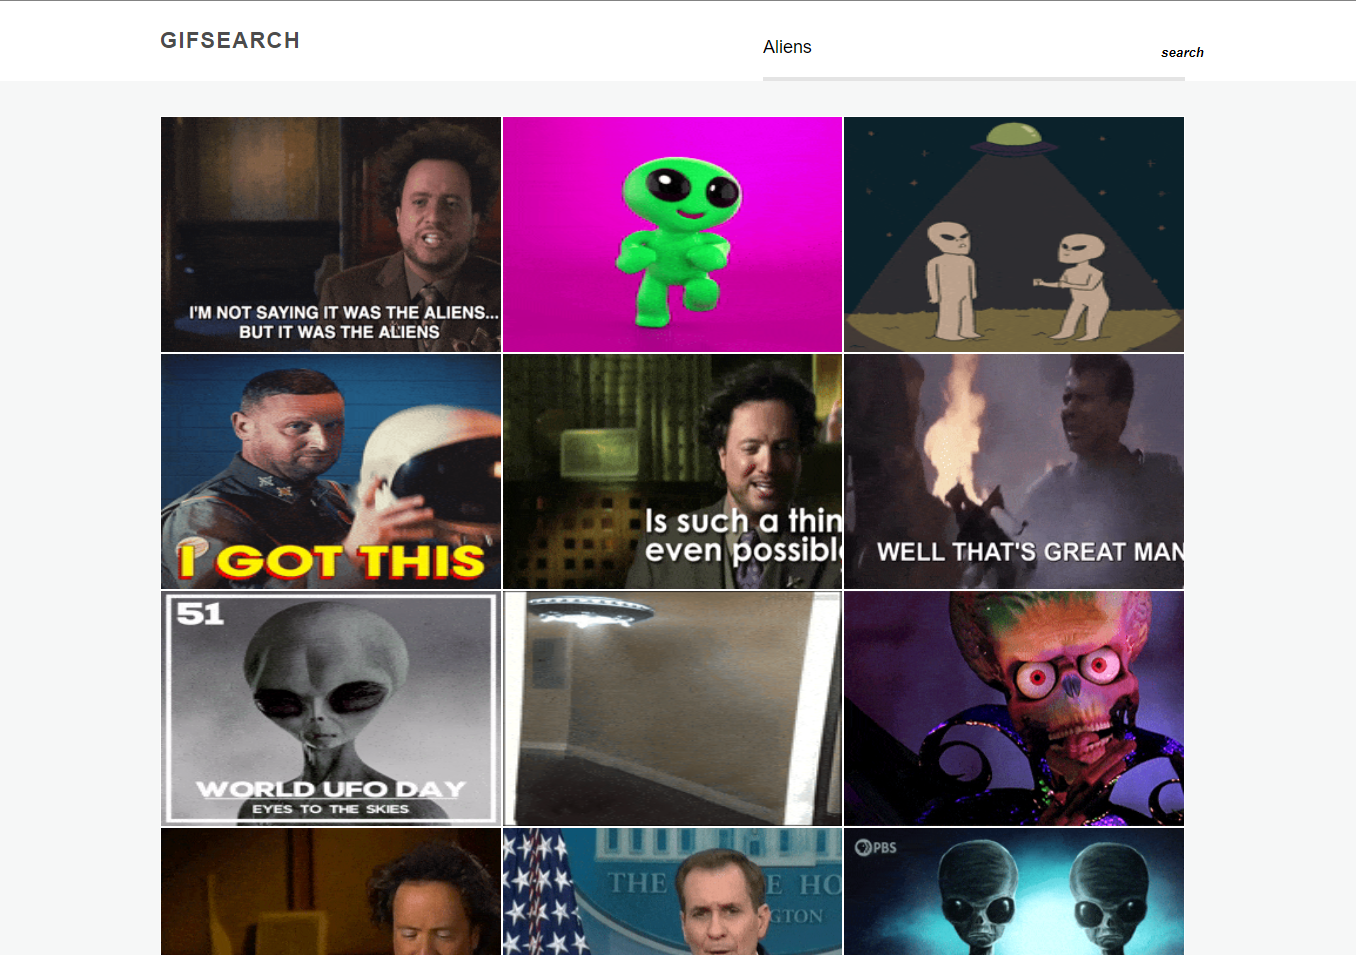 GIFSEARCH
Aliens
search
I'M NOT SAYING IT WAS THE ALIENS...
BUT IT WAS THE ALIENS
I GOT THIS
Is such a thin
even possibl
WELL THAT'S GREAT MAN
51
WORLD UFO DAY
EYES TO THE SKIES
THE E HO
GTON
PBS